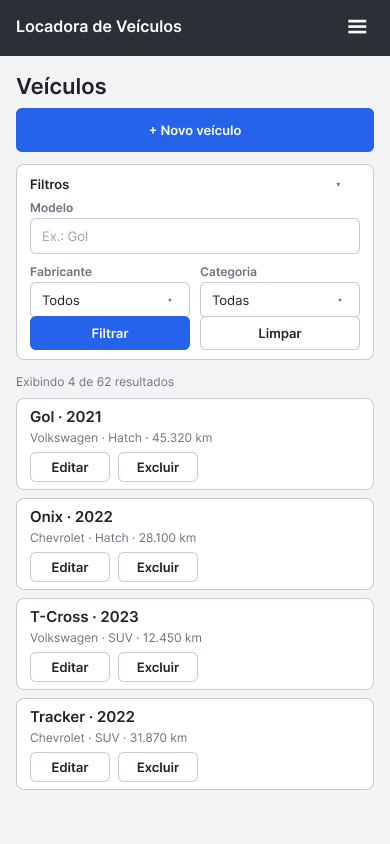 Locadora de Veículos
Veículos
+ Novo veículo
Filtros
Modelo
Ex.: Gol
Fabricante Categoria
Todos Todas
Filtrar Limpar
Exibindo 4 de 62 resultados
Gol · 2021
Volkswagen · Hatch · 45.320 km
Editar Excluir
Onix · 2022
Chevrolet · Hatch · 28.100 km
Editar Excluir
T-Cross · 2023
Volkswagen · SUV · 12.450 km
Editar Excluir
Tracker · 2022
Chevrolet · SUV · 31.870 km
Editar Excluir